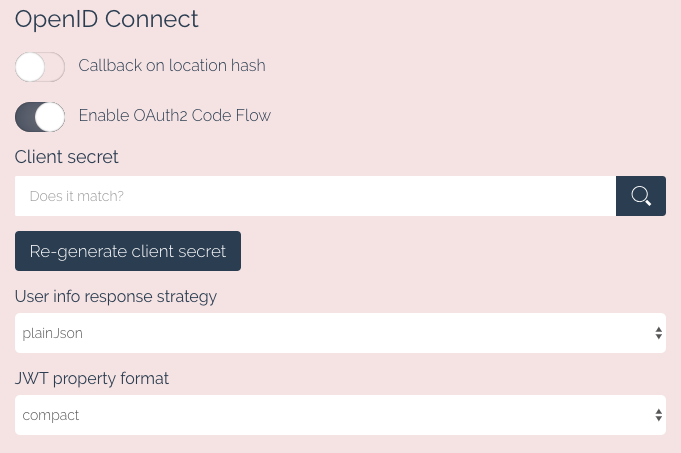 OpenID Connect
Callback on location hash
Enable OAuth2 Code Flow
Client secret
Does it match?
Re-generate client secret
User info response strategy
plainJson
JWT property format
compact